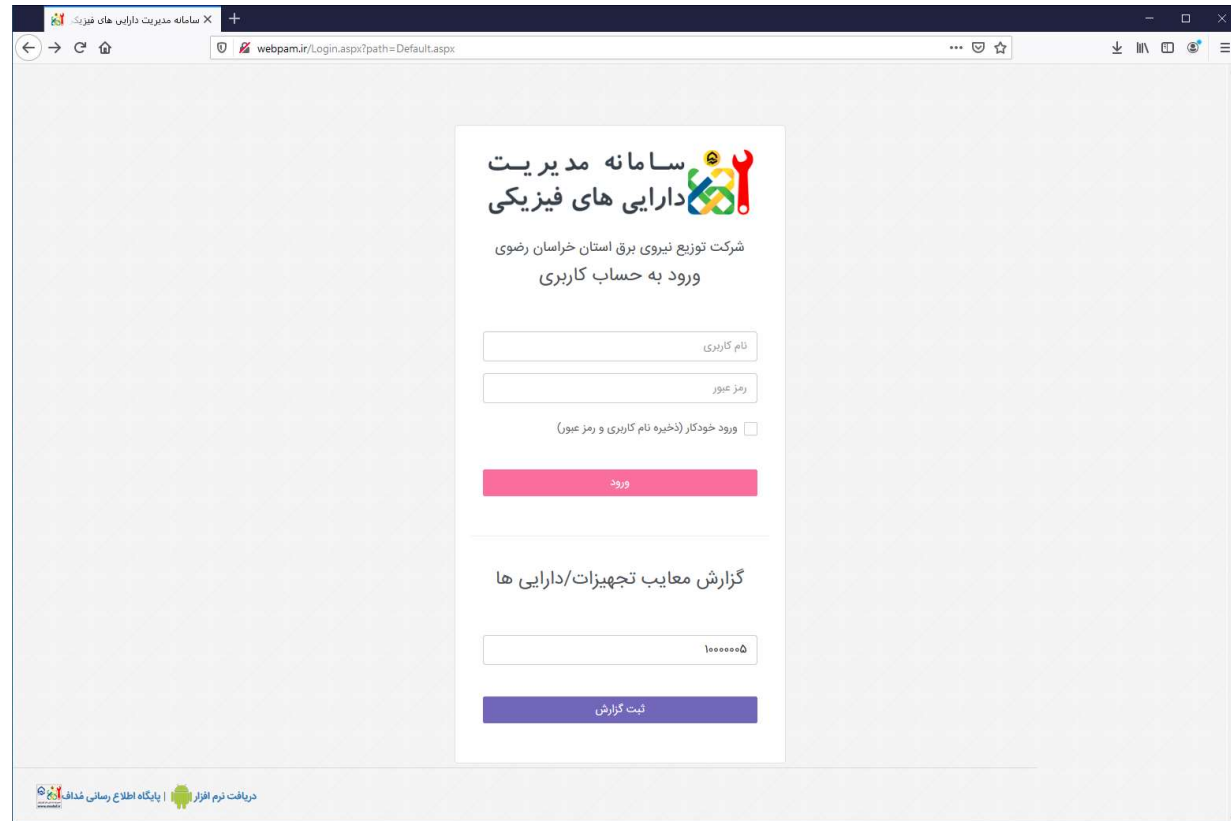 سامانه مدیریت دارایی های فیزیک
webpam.ir/Login.aspx?path=Default.aspx
سامانه مدیریت
دارایی های فیزیکی
شرکت توزیع نیروی برق استان خراسان رضوی
ورود به حساب کاربری
نام کاربری
رمز عبور
ورود خودکار (ذخیره نام کاربری و رمز عبور)
ورود
گزارش معایب تجهیزات/دارایی ها
۱۰۰۰۰۰۵
ثبت گزارش
دریافت نرم افزار | پایگاه اطلاع رسانی مُداف